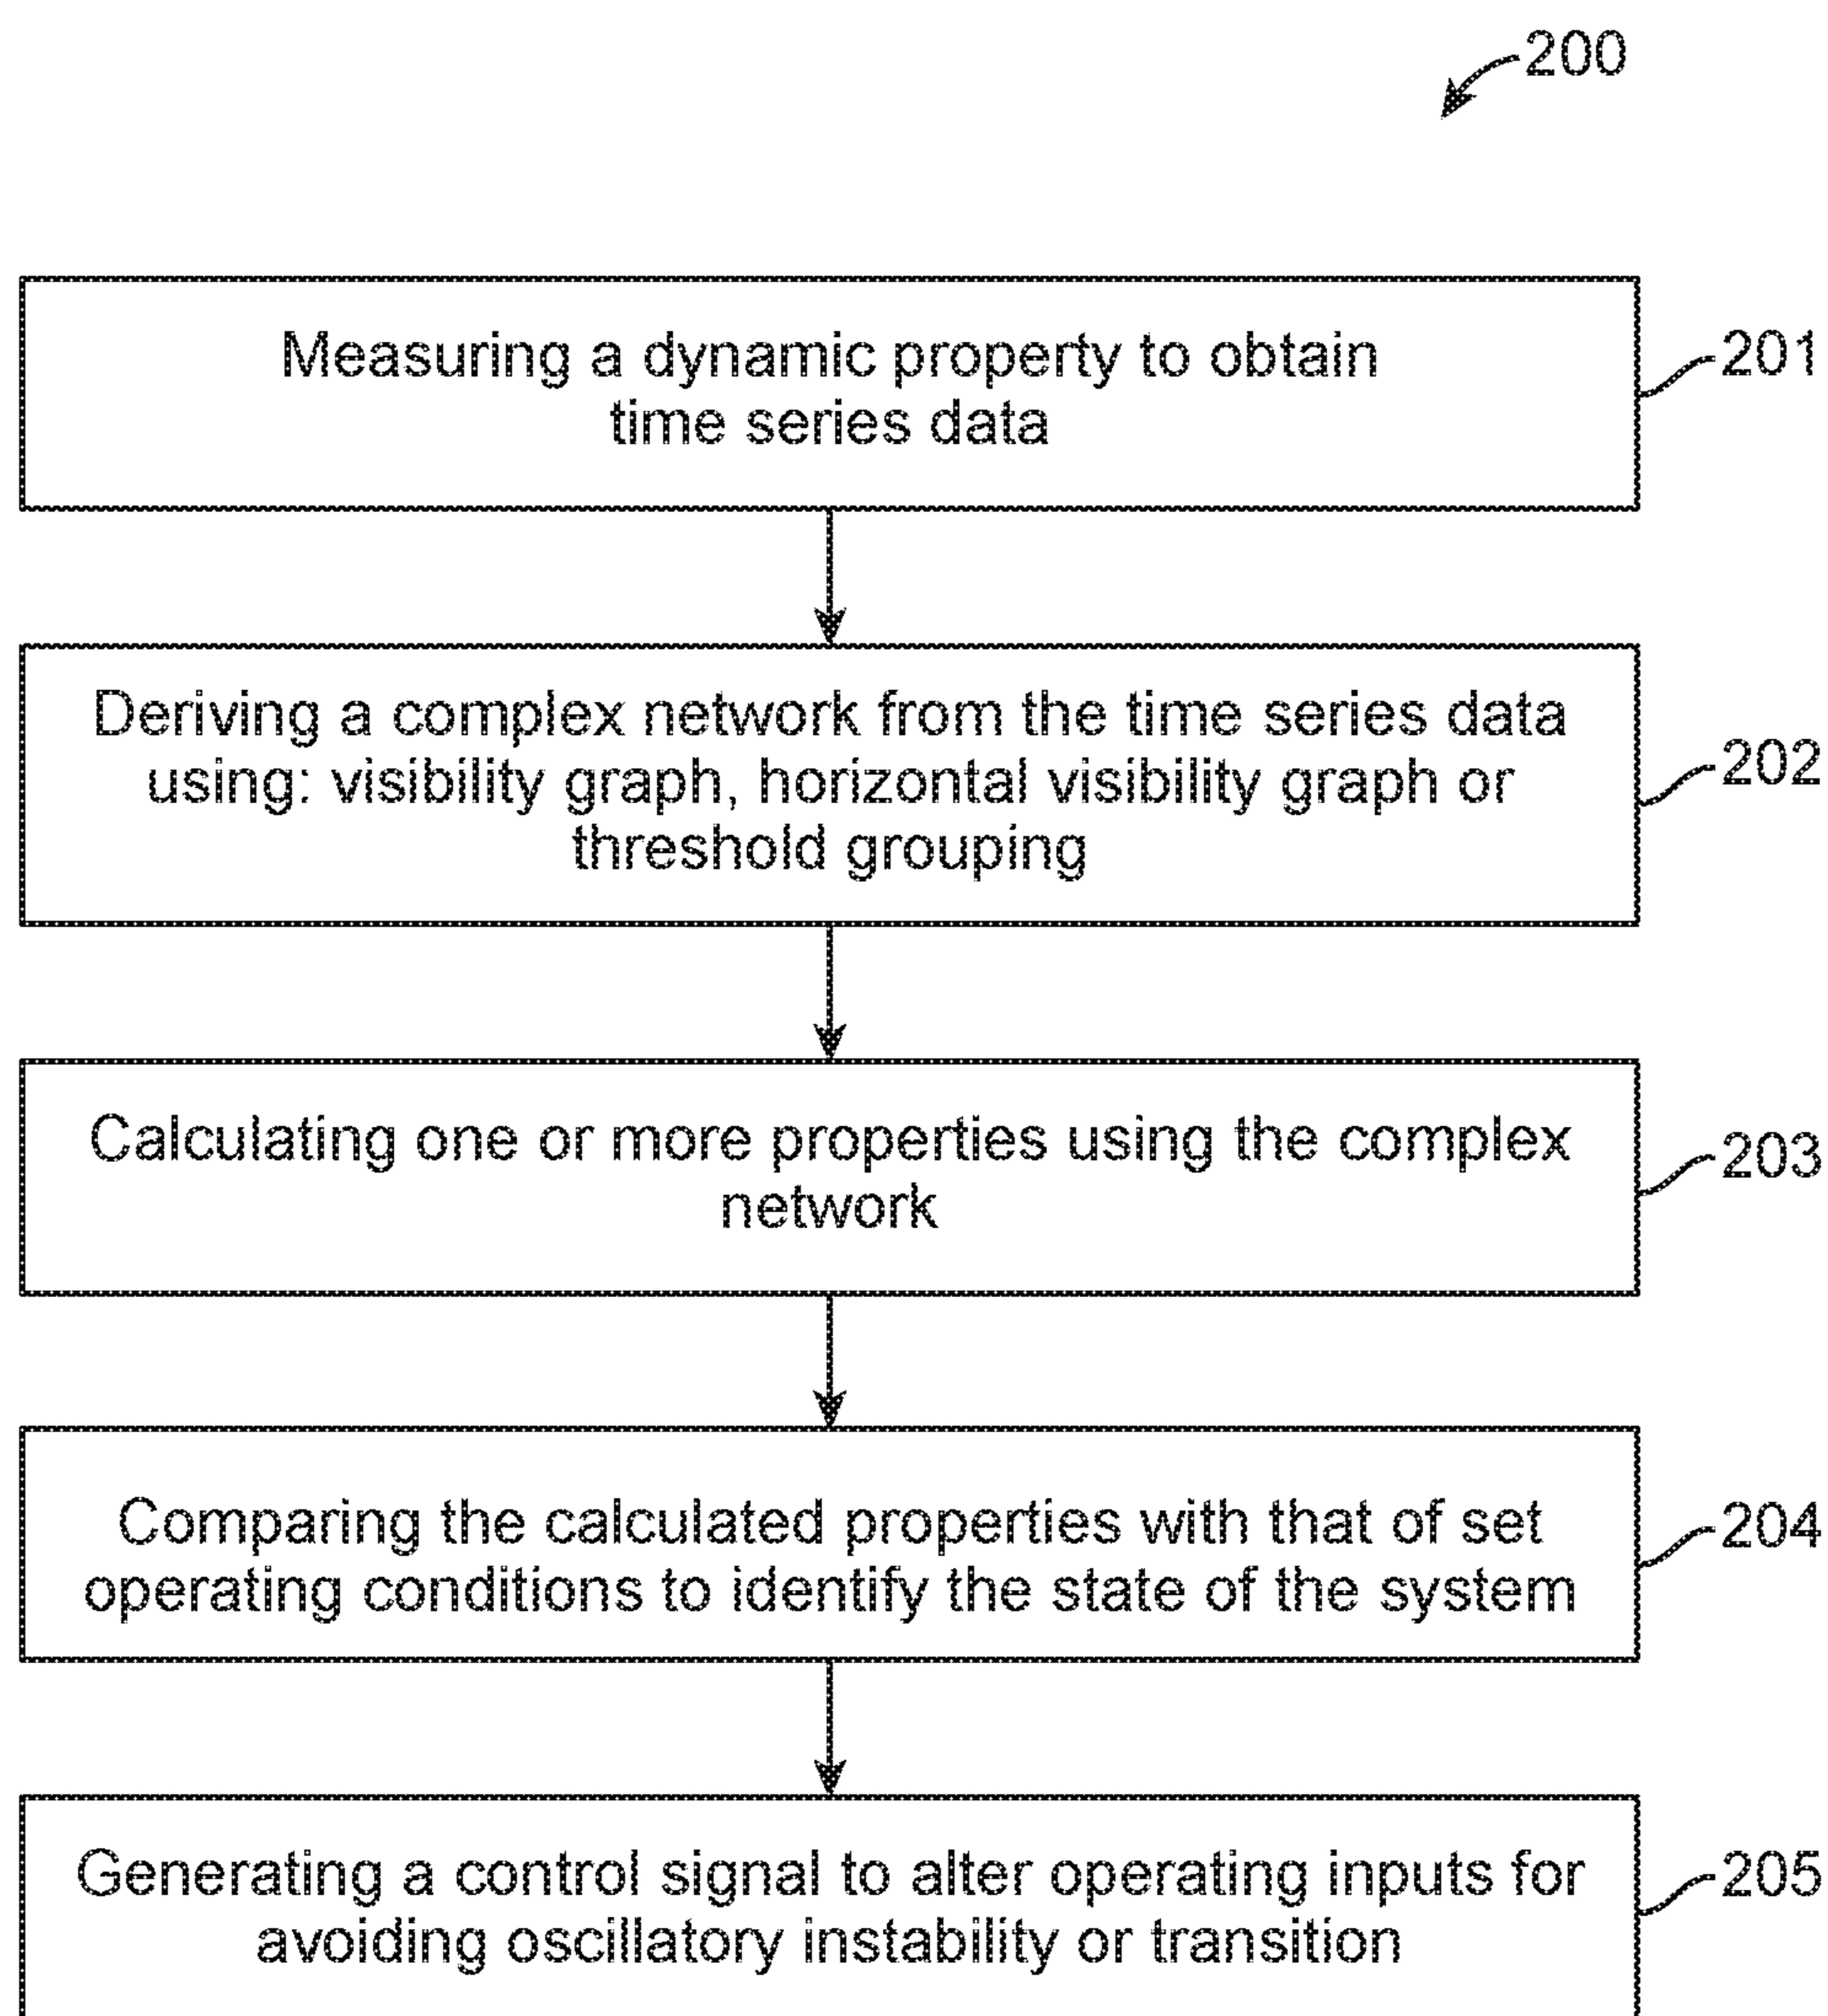 200
Measuring a dynamic property to obtain
time series data
201
Deriving a complex network from the time series data
using: visibility graph, horizontal visibility graph or
threshold grouping
202
Calculating one or more properties using the complex
network
203
Comparing the calculated properties with that of set
operating conditions to identify the state of the system
204
Generating a control signal to alter operating inputs for
avoiding oscillatory instability or transition
205